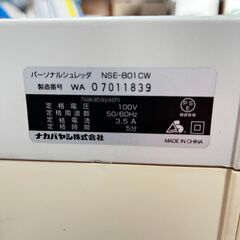 パーソナルシュレッダ NSE-801CW
製造番号 WA 07011839
Nakabayashi
定格電圧 100V
定格周波数 50/60Hz
定格電流 3.5A
定格時間 5分
ナカバヤシ株式会社
PSE
MADE IN CHINA